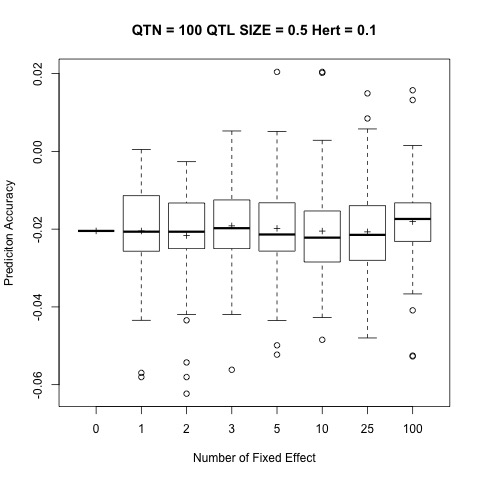 QTN = 100 QTL SIZE = 0.5 Hert = 0.1
Prediciton Accuracy
0.02
0.00
-0.02
-0.04
-0.06
0 1 2 3 5 10 25 100
Number of Fixed Effect